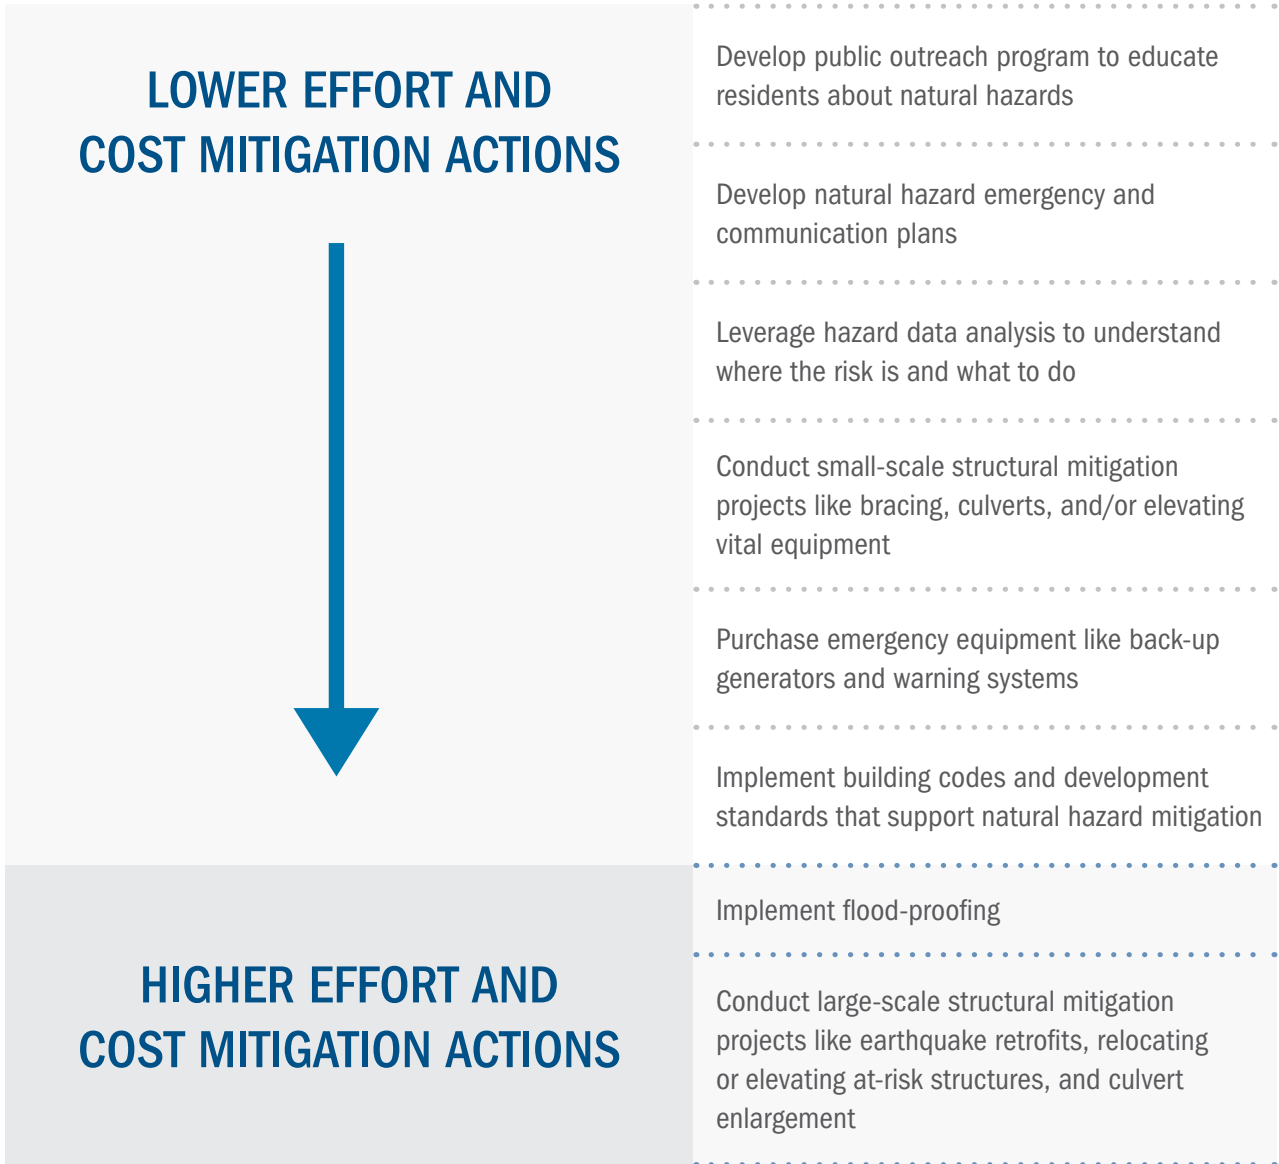 LOWER EFFORT AND
COST MITIGATION ACTIONS
Develop public outreach program to educate
residents about natural hazards
Develop natural hazard emergency and
communication plans
Leverage hazard data analysis to understand
where the risk is and what to do
Conduct small-scale structural mitigation
projects like bracing, culverts, and/or elevating
vital equipment
Purchase emergency equipment like back-up
generators and warning systems
Implement building codes and development
standards that support natural hazard mitigation
HIGHER EFFORT AND
COST MITIGATION ACTIONS
Implement flood-proofing
Conduct large-scale structural mitigation
projects like earthquake retrofits, relocating
or elevating at-risk structures, and culvert
enlargement